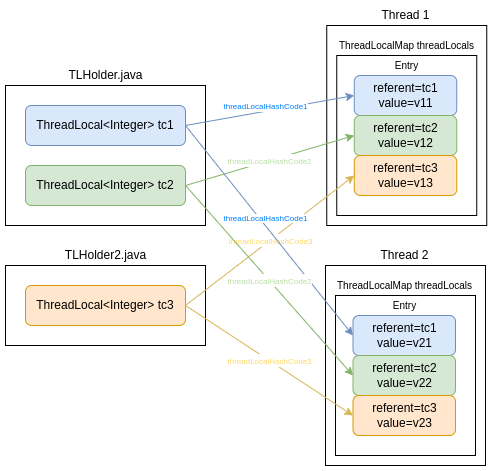 Thread 1
ThreadLocalMap threadLocals
Entry
referent=tc1
value=v11
referent=tc2
value=v12
referent=tc3
value=v13
TLHolder.java
ThreadLocal<Integer> tc1
ThreadLocal<Integer> tc2
threadLocalHashCode1
threadLocalHashCode2
threadLocalHashCode1
threadLocalHashCode3
TLHolder2.java
ThreadLocal<Integer> tc3
threadLocalHashCode2
threadLocalHashCode3
Thread 2
ThreadLocalMap threadLocals
Entry
referent=tc1
value=v21
referent=tc2
value=v22
referent=tc3
value=v23